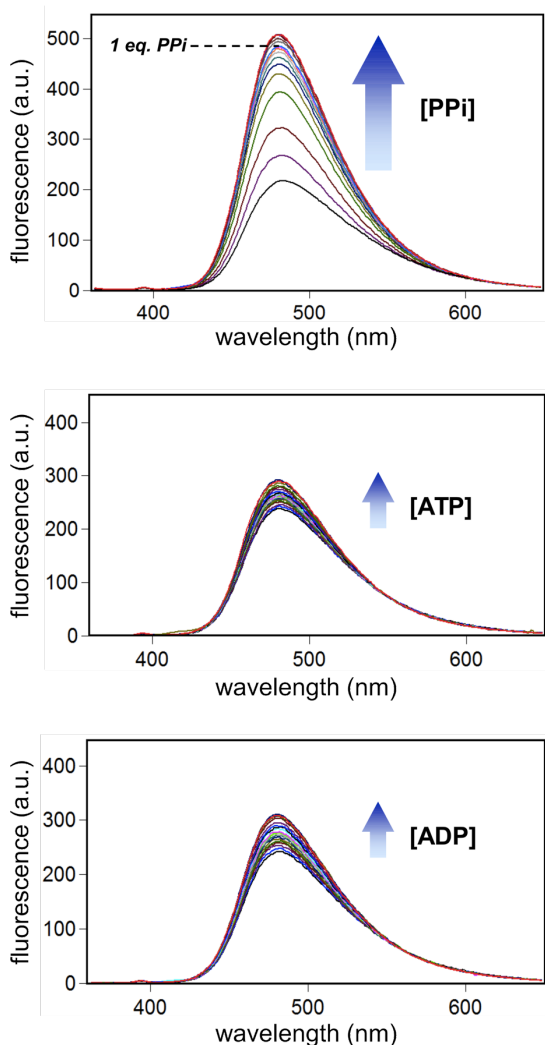 500
1 eq. PPi
400
[PPi]
300
200
100
0
fluorescence (a.u.)
400 500 600
wavelength (nm)
400
300
[ATP]
200
100
0
fluorescence (a.u.)
400 500 600
wavelength (nm)
400
300
[ADP]
200
100
0
fluorescence (a.u.)
400 500 600
wavelength (nm)